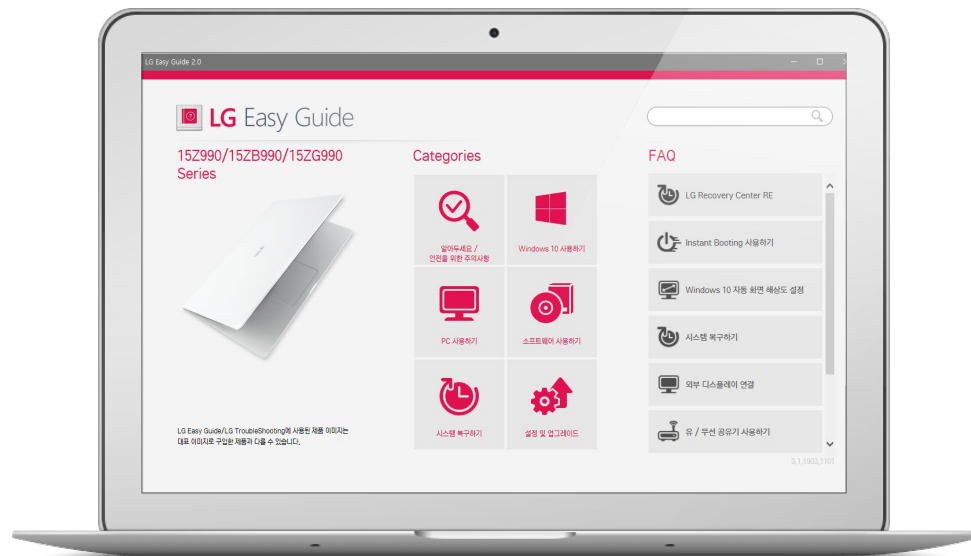 LG Easy Guide 2.0
LG Easy Guide
15Z990/15ZB990/15ZG990
Series
LG Easy Guide/LG TroubleShooting에 사용된 제품 이미지는
대표 이미지로 구입한 제품과 다를 수 있습니다.
Categories
알아두세요 /
안전을 위한 주의사항
Windows 10 사용하기
PC 사용하기
소프트웨어 사용하기
시스템 복구하기
설정 및 업그레이드
FAQ
LG Recovery Center RE
Instant Booting 사용하기
Windows 10 자동 화면 해상도 설정
시스템 복구하기
외부 디스플레이 연결
유 / 무선 공유기 사용하기
3.1.1903.1101